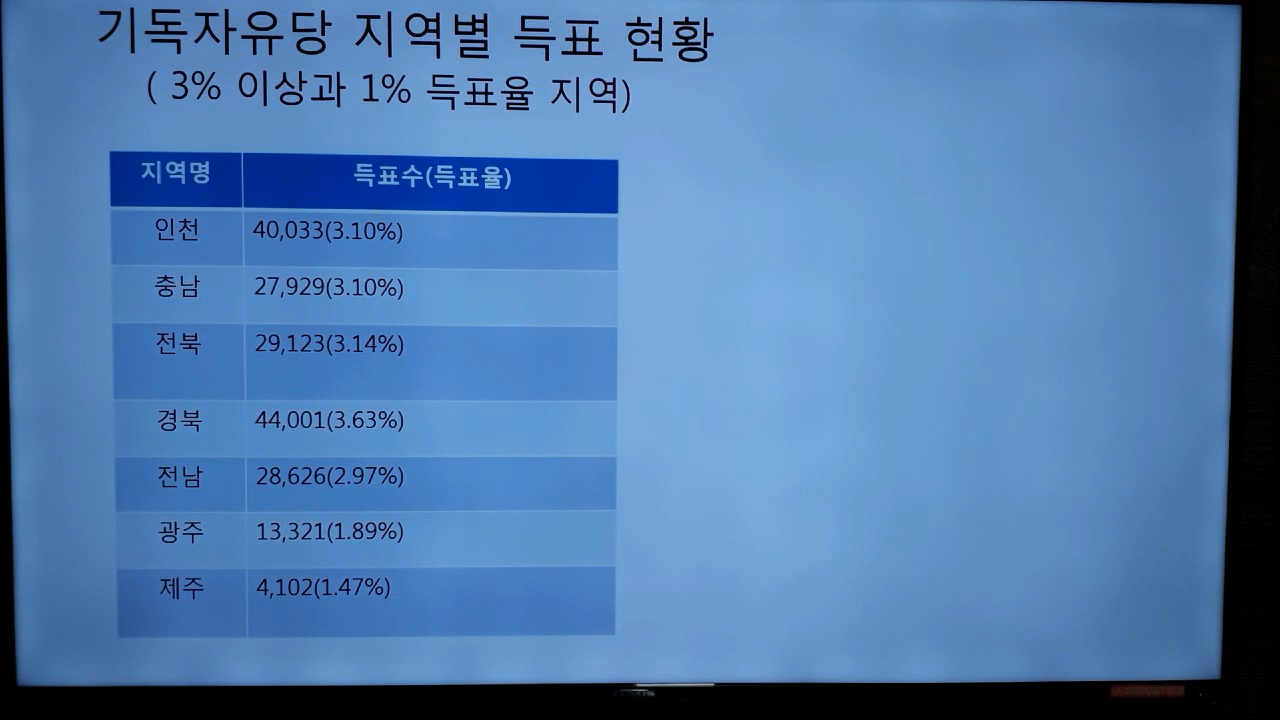 기독자유당 지역별 득표 현황
( 3% 이상과 1% 득표율 지역)
지역명 득표수(득표율)
인천 40,033(3.10%)
충남 27,929(3.10%)
전북 29,123(3.14%)
경북 44,001(3.63%)
전남 28,626(2.97%)
광주 13,321(1.89%)
제주 4,102(1.47%)